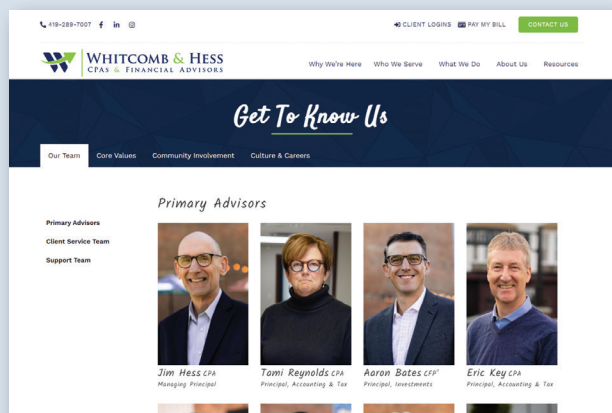 419-289-7007
CLIENT LOGINS PAY MY BILL CONTACT US
WHITCOMB & HESS
CPAS & FINANCIAL ADVISORS
Why We're Here Who We Serve What We Do About Us Resources
Get To Know Us
Our Team Core Values Community Involvement Culture & Careers
Primary Advisors
Primary Advisors
Client Service Team
Support Team
Jim Hess CPA
Managing Principal
Tami Reynolds CPA
Principal, Accounting & Tax
Aaron Bates CFP®
Principal, Investments
Eric Key CPA
Principal, Accounting & Tax